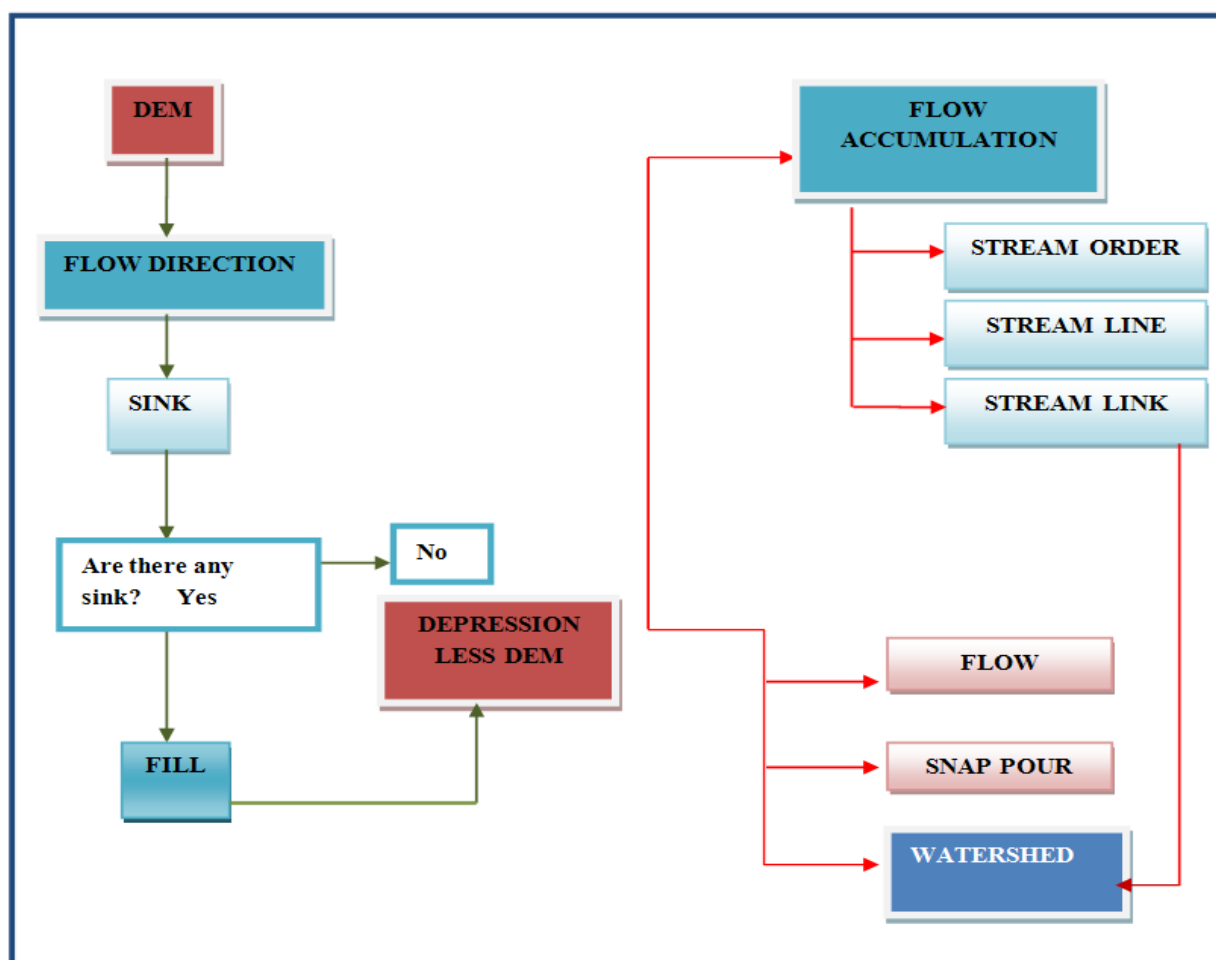 DEM
FLOW DIRECTION
SINK
Are there any
sink? Yes
No
DEPRESSION
LESS DEM
FILL
FLOW
ACCUMULATION
STREAM ORDER
STREAM LINE
STREAM LINK
FLOW
SNAP POUR
WATERSHED